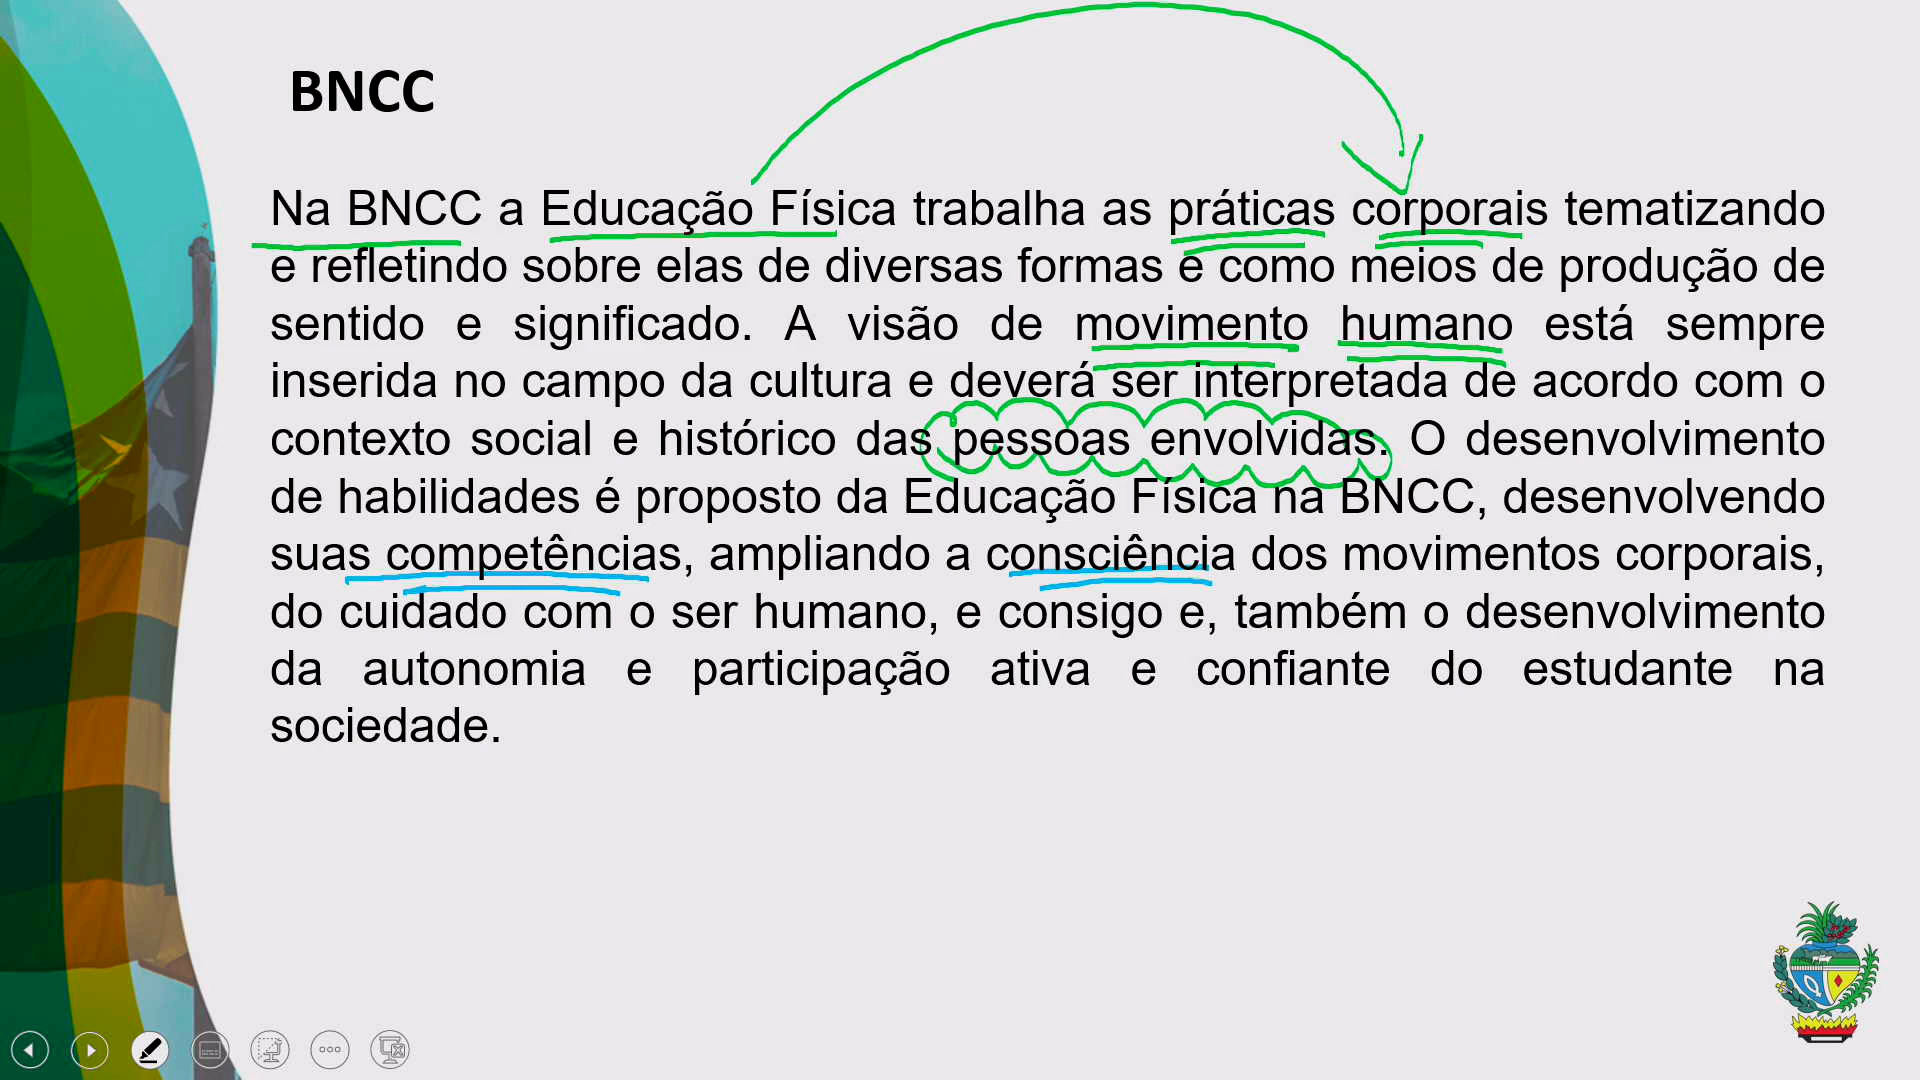 BNCC
Na BNCC a Educação Física trabalha as práticas corporais tematizando
e refletindo sobre elas de diversas formas e como meios de produção de
sentido e significado. A visão de movimento humano está sempre
inserida no campo da cultura e deverá ser interpretada de acordo com o
contexto social e histórico das pessoas envolvidas. O desenvolvimento
de habilidades é proposto da Educação Física na BNCC, desenvolvendo
suas competências, ampliando a consciência dos movimentos corporais,
do cuidado com o ser humano, e consigo e, também o desenvolvimento
da autonomia e participação ativa e confiante do estudante na
sociedade.